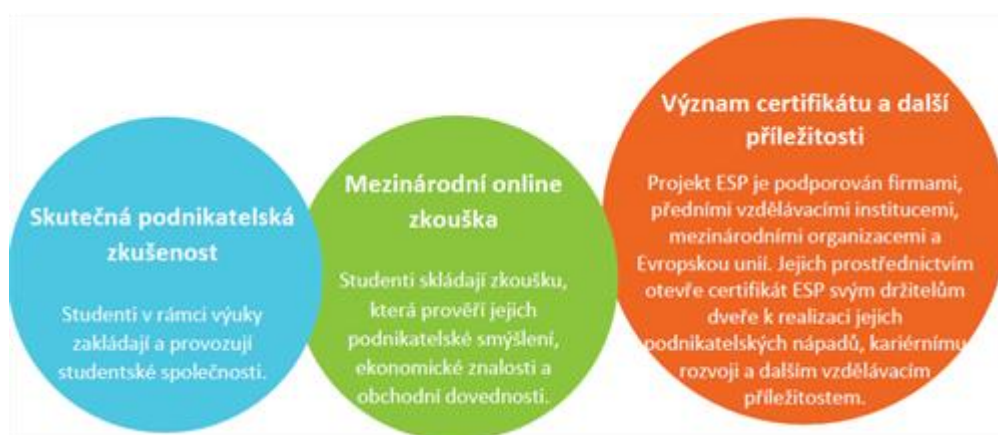 Skutečná podnikatelská
zkušenost
Studenti v rámci výuky
zakládají a provozují
studentské společnosti.
Mezinárodní online
zkouška
Studenti skládají zkoušku,
která prověří jejich
podnikatelské smýšlení,
ekonomické znalosti a
obchodní dovednosti.
Význam certifikátu a další
příležitosti
Projekt ESP je podporován firmami,
předními vzdělávacími institucemi,
mezinárodními organizacemi a
Evropskou unií. Jejich prostřednictvím
otevře certifikát ESP svým držitelům
dveře k realizaci jejich
podnikatelských nápadů, kariérnímu
rozvoji a dalším vzdělávacím
příležitostem.